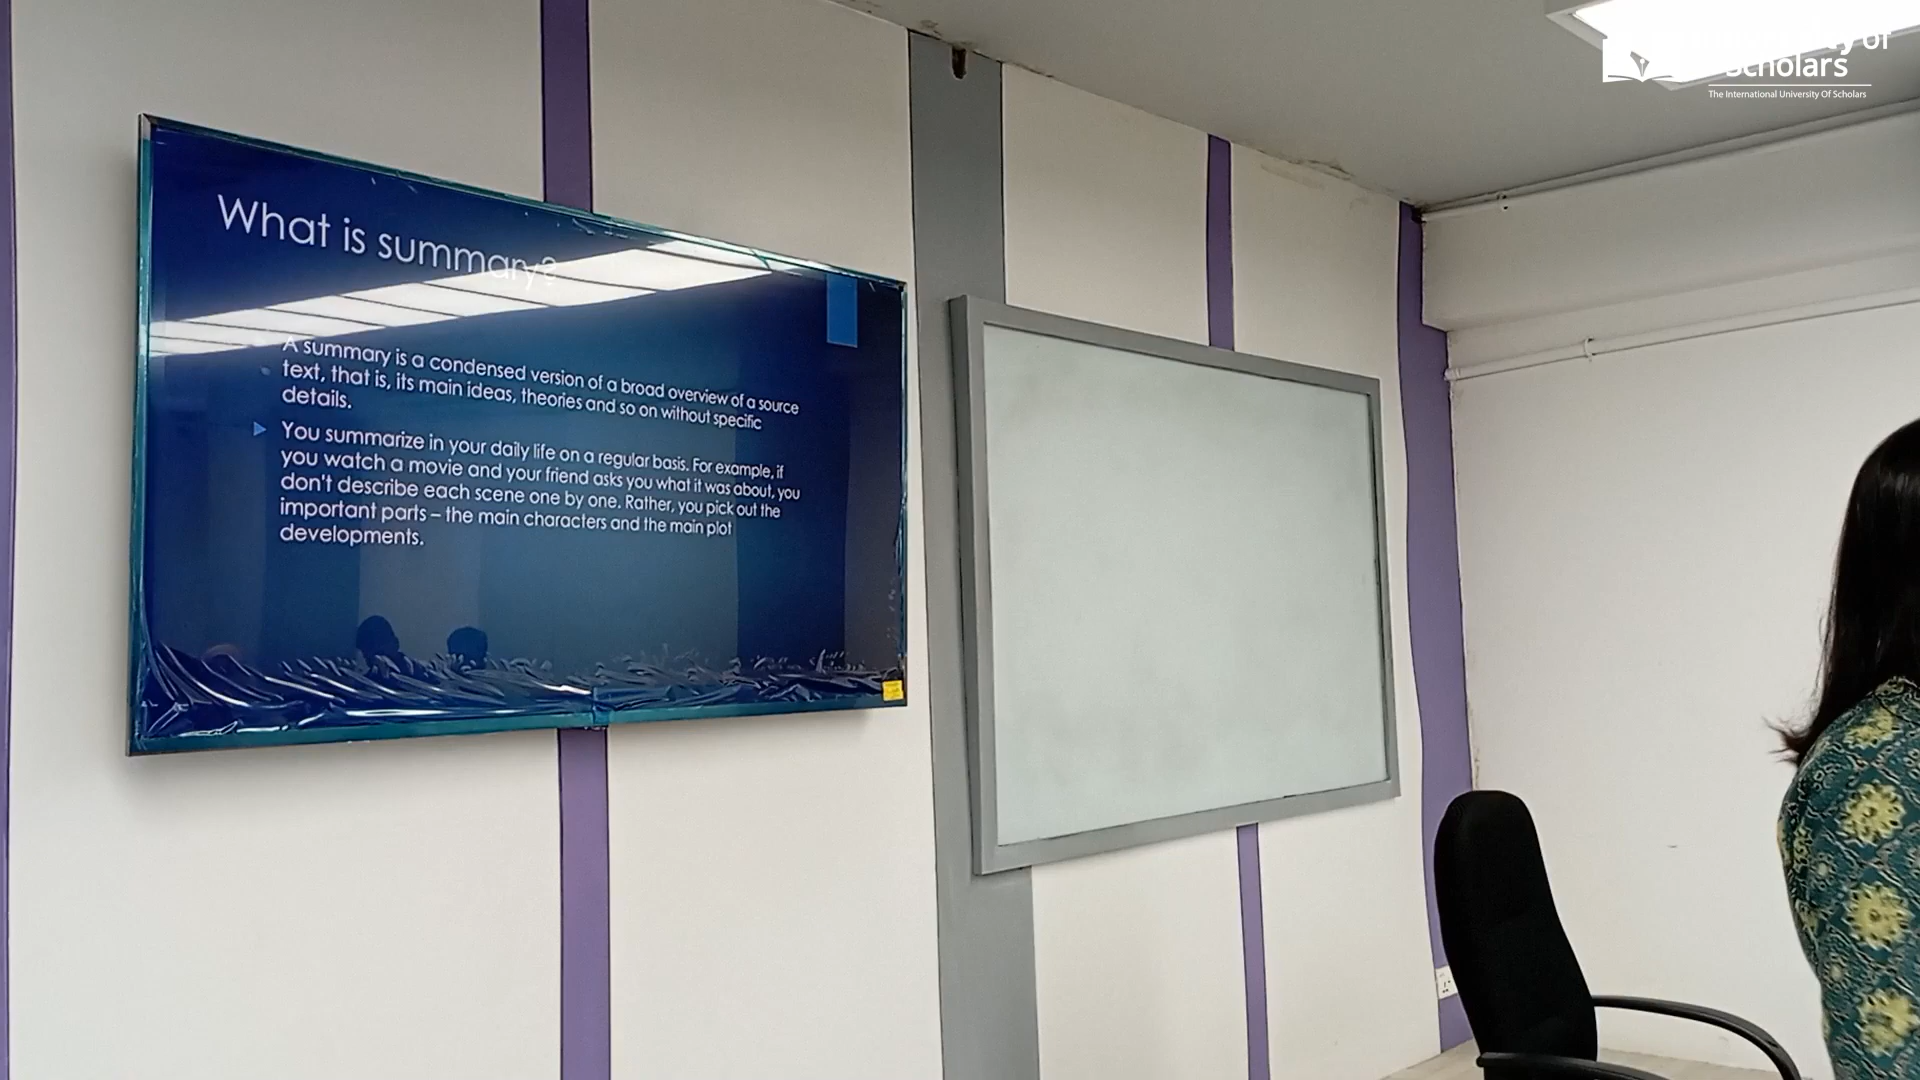 of
Scholars
The International University Of Scholars
What is summary?
A summary is a condensed version of a broad overview of a source
text, that is, its main ideas, theories and so on without specific
details.
You summarize in your daily life on a regular basis. For example, if
you watch a movie and your friend asks you what it was about, you
don't describe each scene one by one. Rather, you pick out the
important parts – the main characters and the main plot
developments.